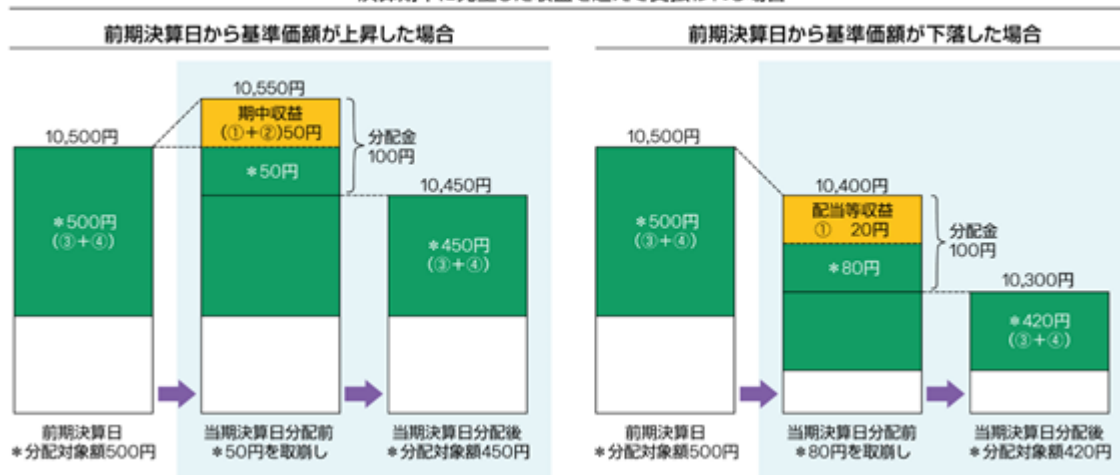 前期決算日から基準価額が上昇した場合
10,500円
＊500円
(③+④)
10,550円
期中収益
(①+②)50円
＊50円
分配金
100円
10,450円
＊450円
(③+④)
前期決算日
＊分配対象額500円
当期決算日分配前
＊50円を取崩し
当期決算日分配後
＊分配対象額450円
前期決算日から基準価額が下落した場合
10,500円
＊500円
(③+④)
10,400円
配当等収益
① 20円
＊80円
分配金
100円
10,300円
＊420円
(③+④)
前期決算日
＊分配対象額500円
当期決算日分配前
＊80円を取崩し
当期決算日分配後
＊分配対象額420円